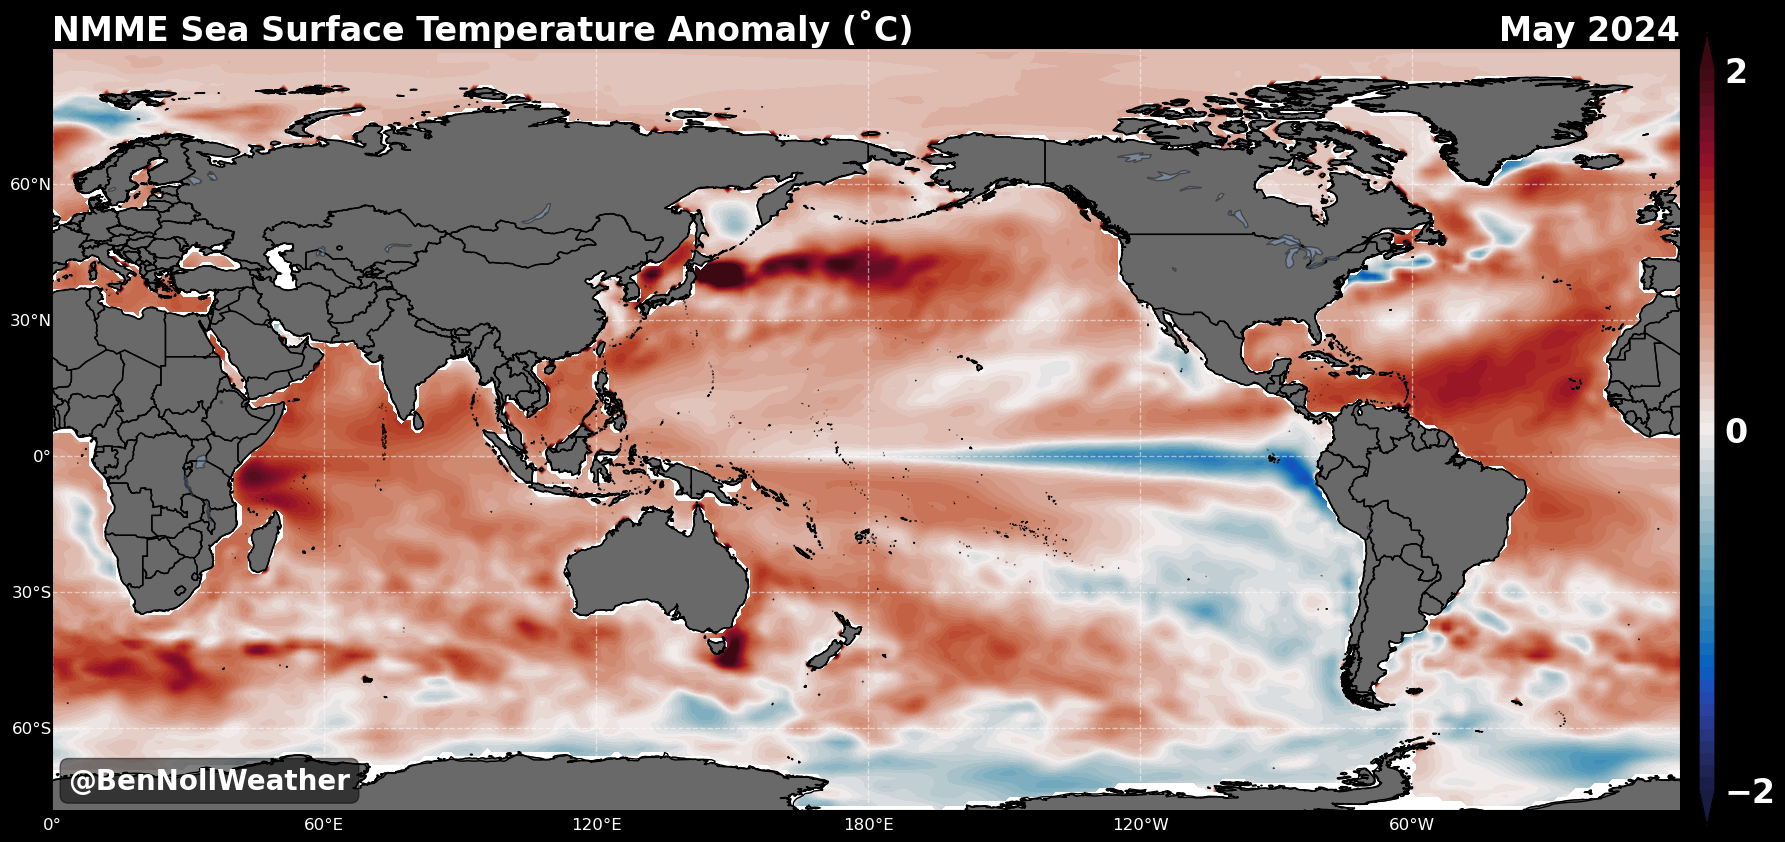 NMME Sea Surface Temperature Anomaly (˚C)
May 2024
2
0
−2
60°N
30°N
0°
30°S
60°S
@BenNollWeather
0°
60°E
120°E
180°E
120°W
60°W